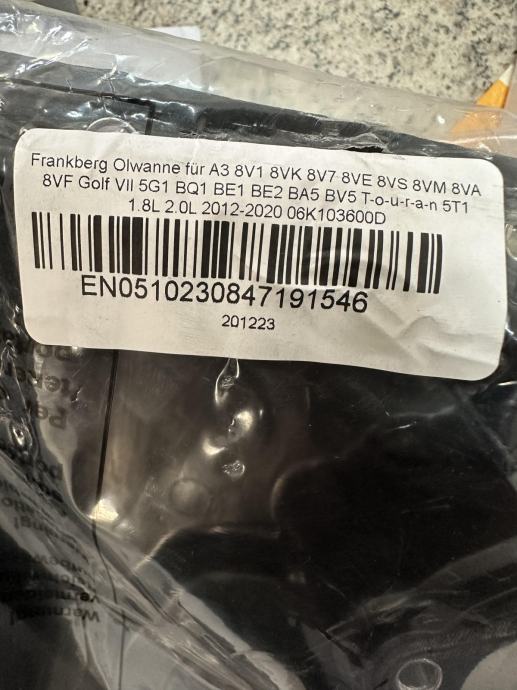 Frankberg Olwanne für A3 8V1 8VK 8V7 8VE 8VS 8VM 8VA
8VF Golf VII 5G1 BQ1 BE1 BE2 BA5 BV5 T-o-u-r-a-n 5T1
1.8L 2.0L 2012-2020 06K103600D
EN0510230847191546
201223
Warnung!